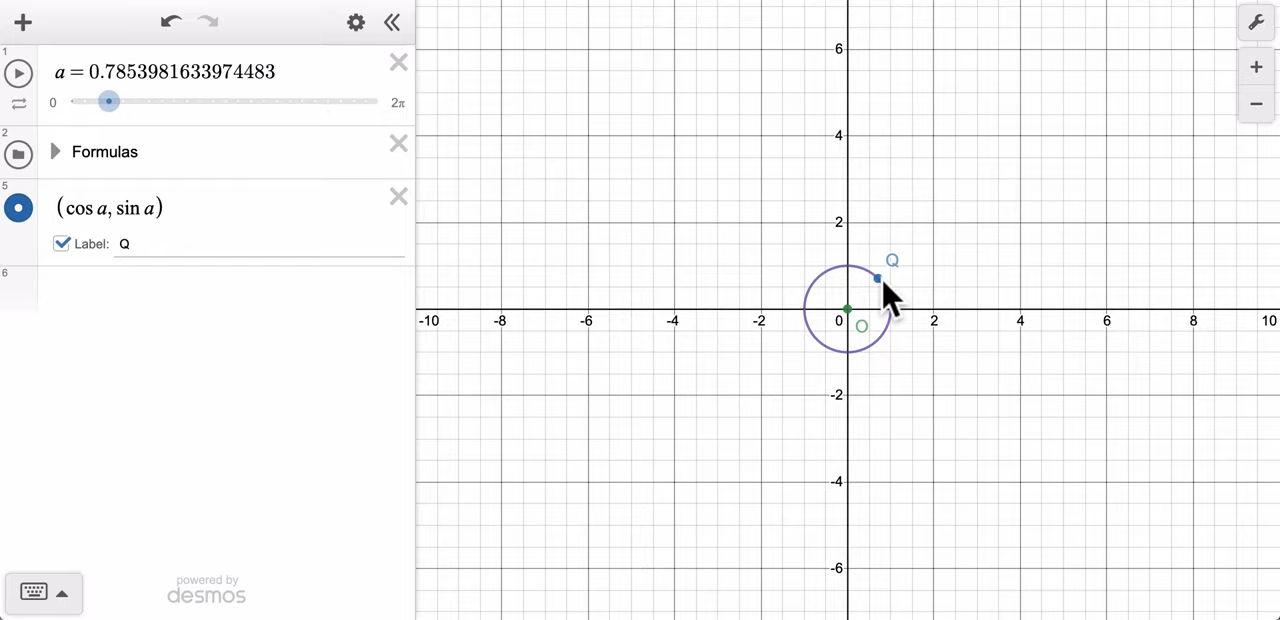 1
a = 0.7853981633974483
0
2π
2
Formulas
5
(cos a, sin a)
Label: Q
6
powered by
desmos
6
4
2
Q
-10 -8 -6 -4 -2 0 2 4 6 8 10
O
-2
-4
-6